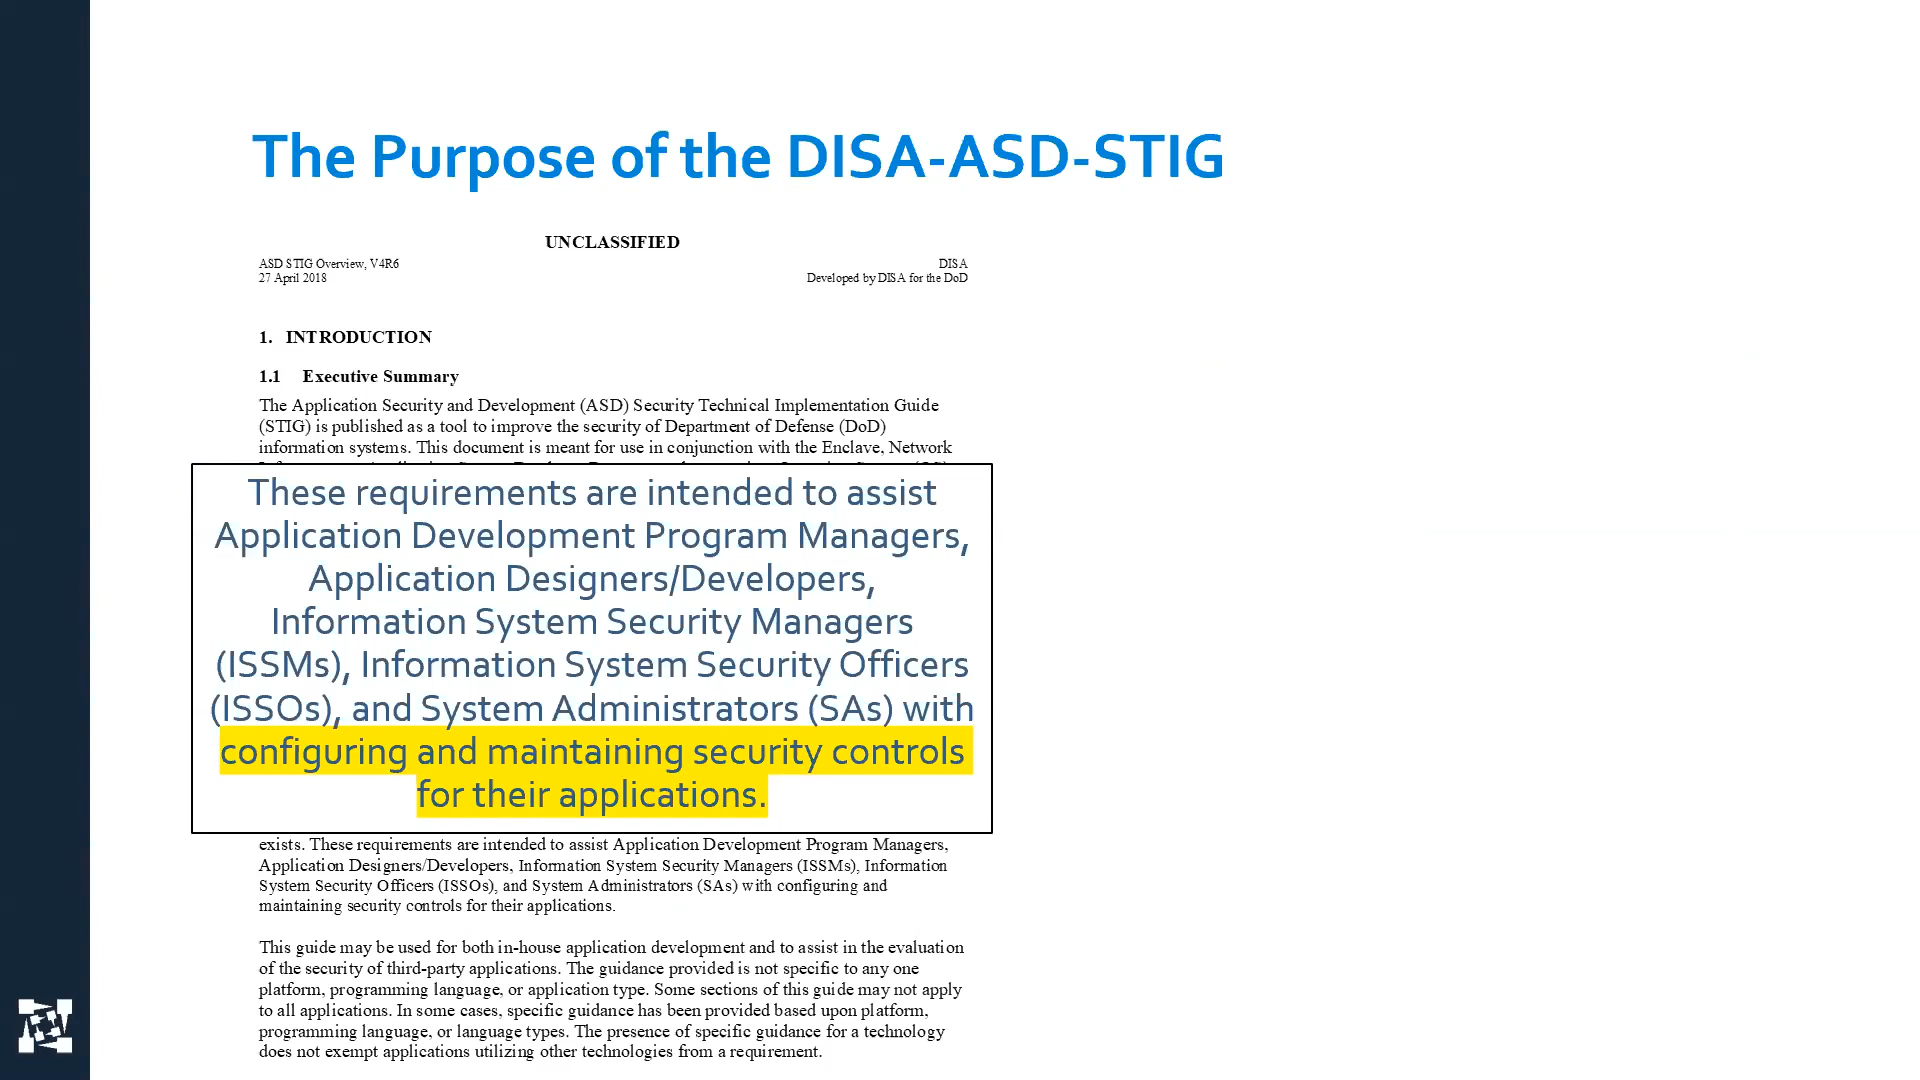 The Purpose of the DISA-ASD-STIG
UNCLASSIFIED
ASD STIG Overview, V4R6
DISA
27 April 2018
Developed by DISA for the DoD
1. INTRODUCTION
1.1 Executive Summary
The Application Security and Development (ASD) Security Technical Implementation Guide
(STIG) is published as a tool to improve the security of Department of Defense (DoD)
information systems. This document is meant for use in conjunction with the Enclave, Network
These requirements are intended to assist
Application Development Program Managers,
Application Designers/Developers,
Information System Security Managers
(ISSMs), Information System Security Officers
(ISSOs), and System Administrators (SAs) with
configuring and maintaining security controls
for their applications.
exists. These requirements are intended to assist Application Development Program Managers,
Application Designers/Developers, Information System Security Managers (ISSMs), Information
System Security Officers (ISSOs), and System Administrators (SAs) with configuring and
maintaining security controls for their applications.
This guide may be used for both in-house application development and to assist in the evaluation
of the security of third-party applications. The guidance provided is not specific to any one
platform, programming language, or application type. Some sections of this guide may not apply
to all applications. In some cases, specific guidance has been provided based upon platform,
programming language, or language types. The presence of specific guidance for a technology
does not exempt applications utilizing other technologies from a requirement.